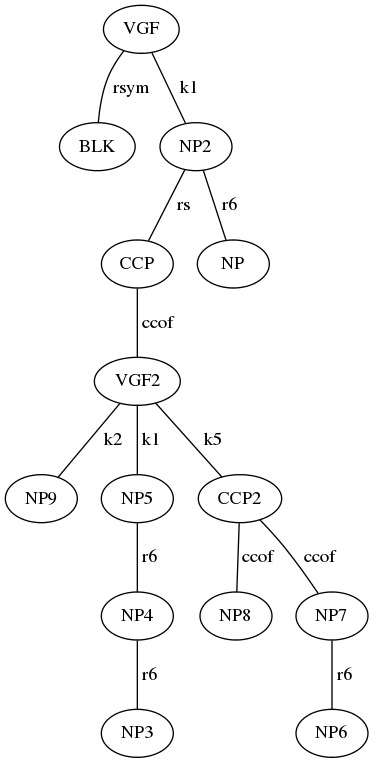 VGF
rsym k1
BLK NP2
rs r6
CCP NP
ccof
VGF2
k2 k1 k5
NP9 NP5 CCP2
r6 ccof ccof
NP4 NP8 NP7
r6 r6
NP3 NP6